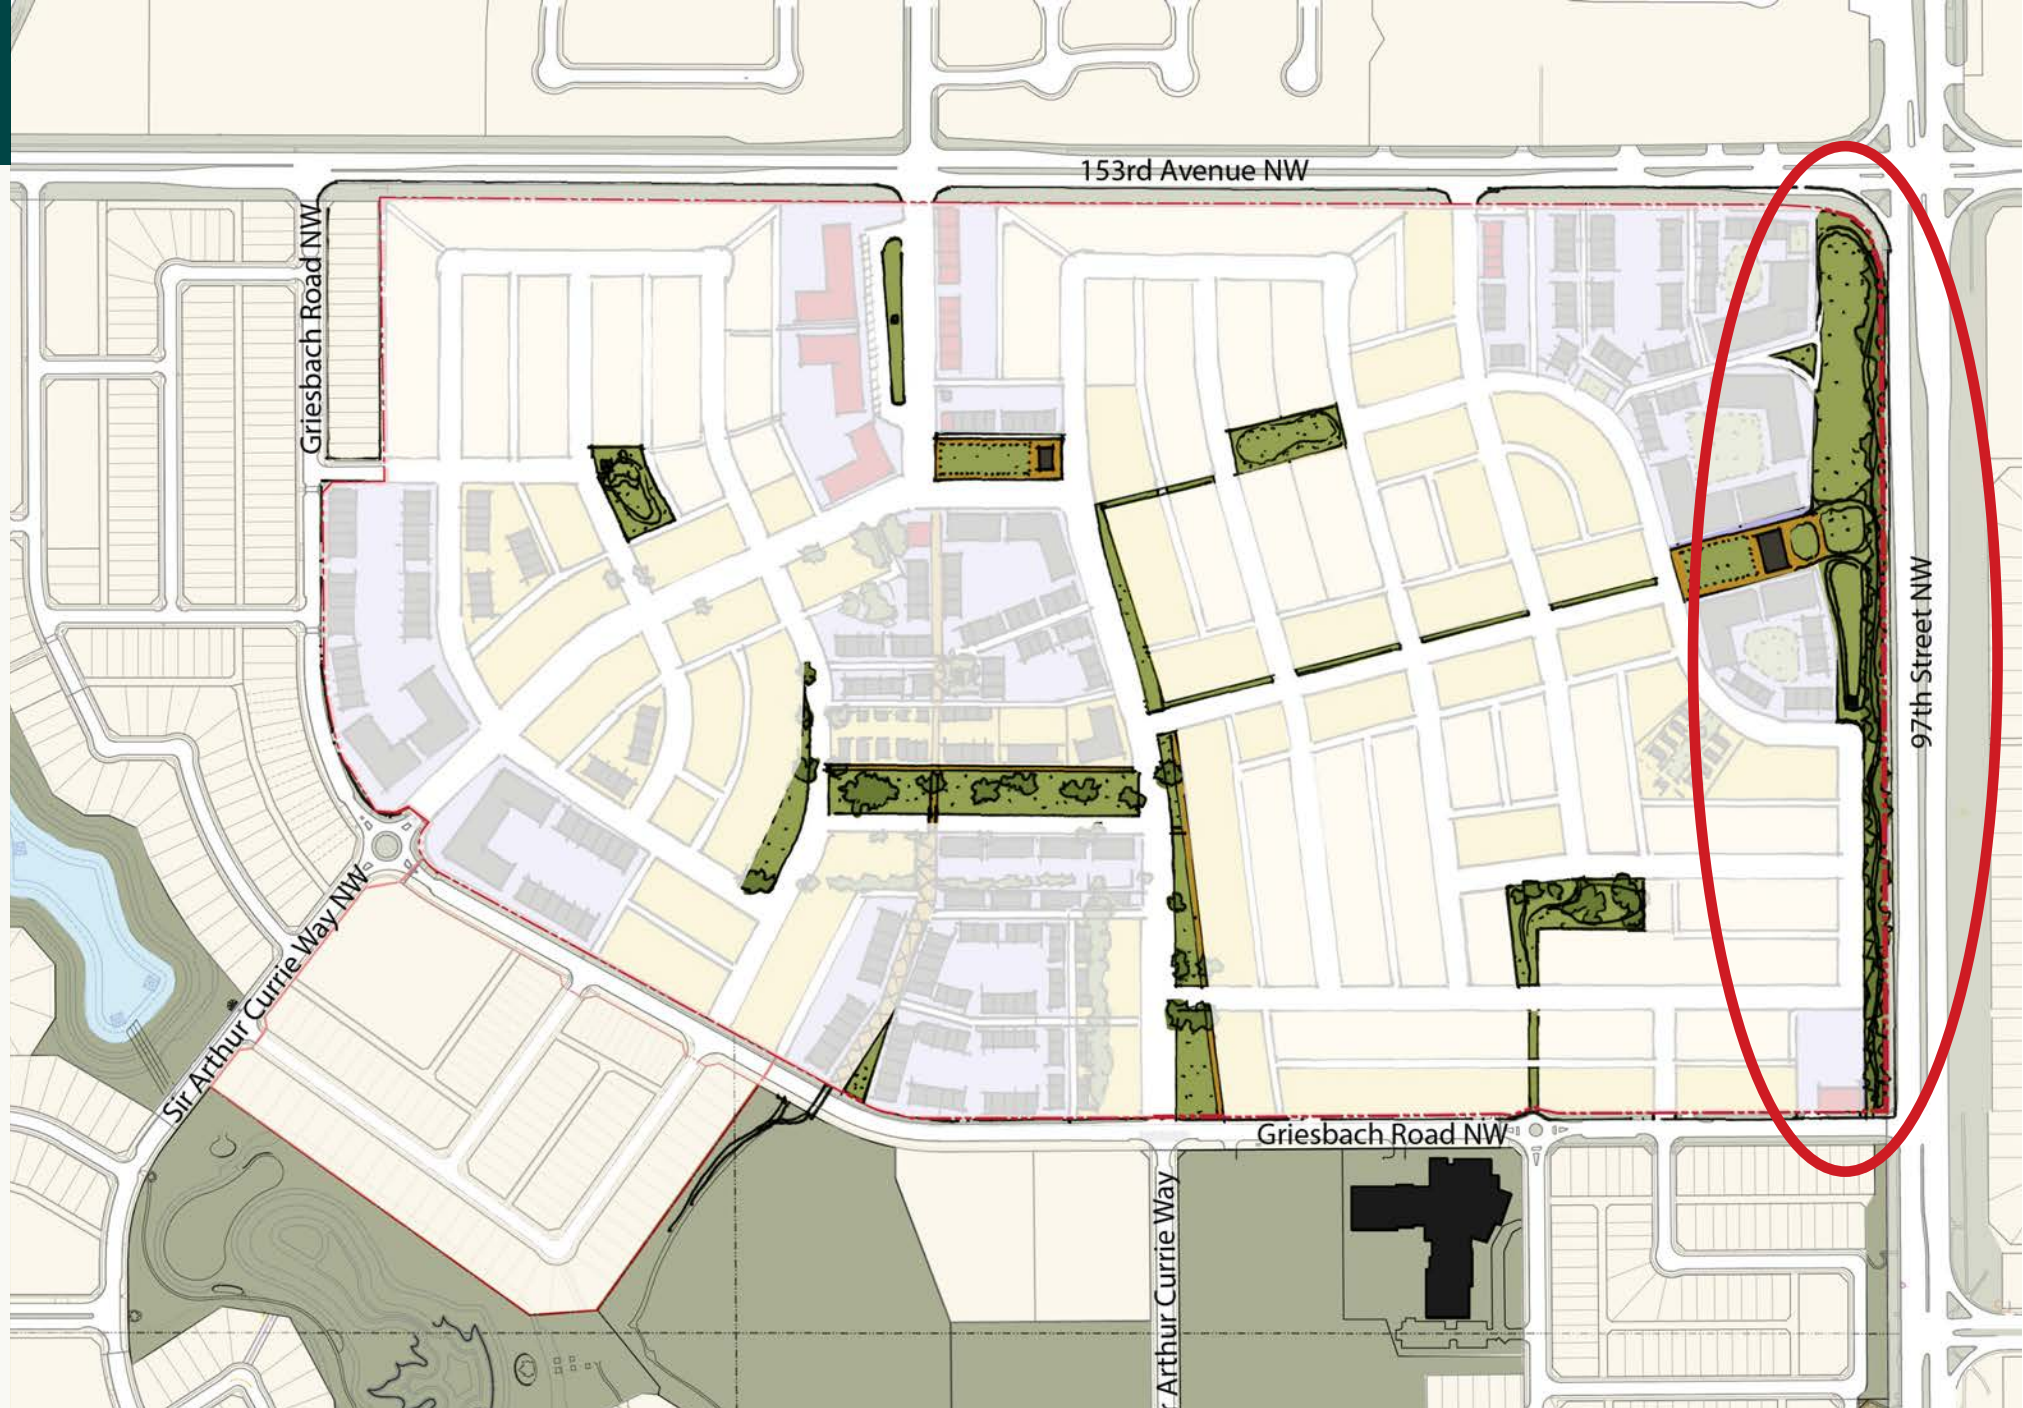 153rd Avenue NW
Griesbach Road NW
97th Street NW
Sir Arthur Currie Way NW
Griesbach Road NW
Arthur Currie Way